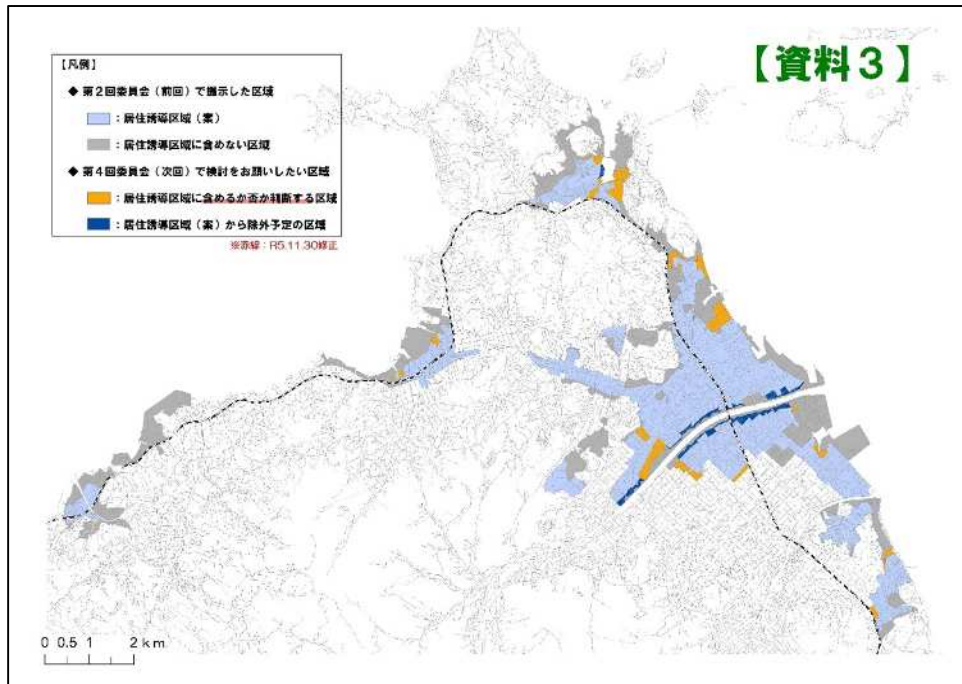 【資料3】
【凡例】
◆ 第2回委員会(前回)で提示した区域
:居住誘導区域(案)
:居住誘導区域に含めない区域
◆ 第4回委員会(次回)で検討をお願いしたい区域
:居住誘導区域に含めるか否か判断する区域
:居住誘導区域(案)から除外予定の区域
※赤線:R5.11.30修正
0 0.5 1 2 km